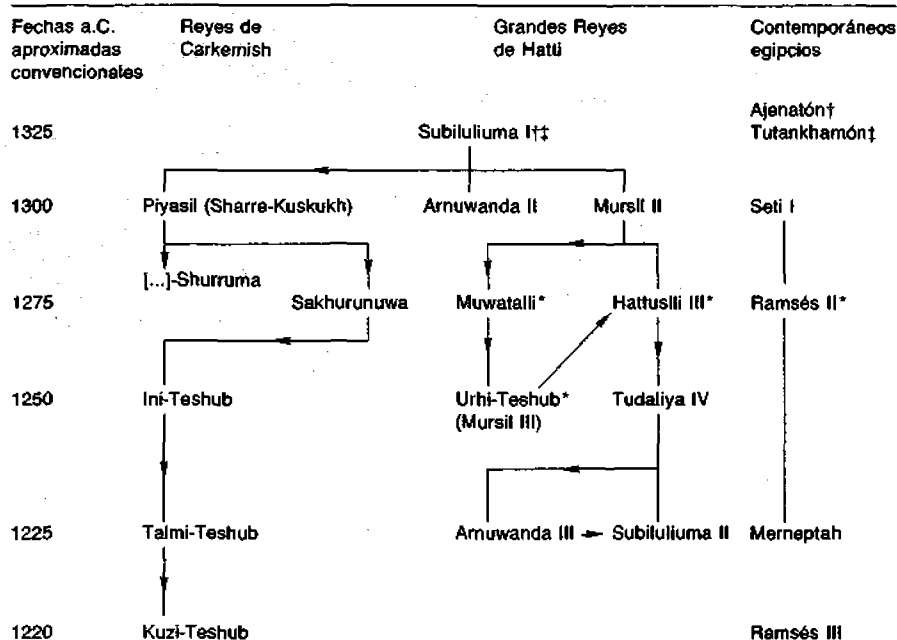 Fechas a.C. Reyes de Grandes Reyes Contemporáneos
aproximadas Carkemish de Hatti egipcios
convencionales
Ajenatón†
1325 Subiluliuma I†‡ Tutankhamón‡
1300 Piyasil (Sharre-Kuskukh) Arnuwanda II Mursil II Seti I
[...]-Shurruma
1275 Sakhurunuwa Muwatalli* Hattusili III* Ramsés II*
1250 Ini-Teshub Urhi-Teshub* Tudaliya IV
(Mursil III)
1225 Talmi-Teshub Arnuwanda III Subiluliuma II Merneptah
1220 Kuzi-Teshub Ramsés III